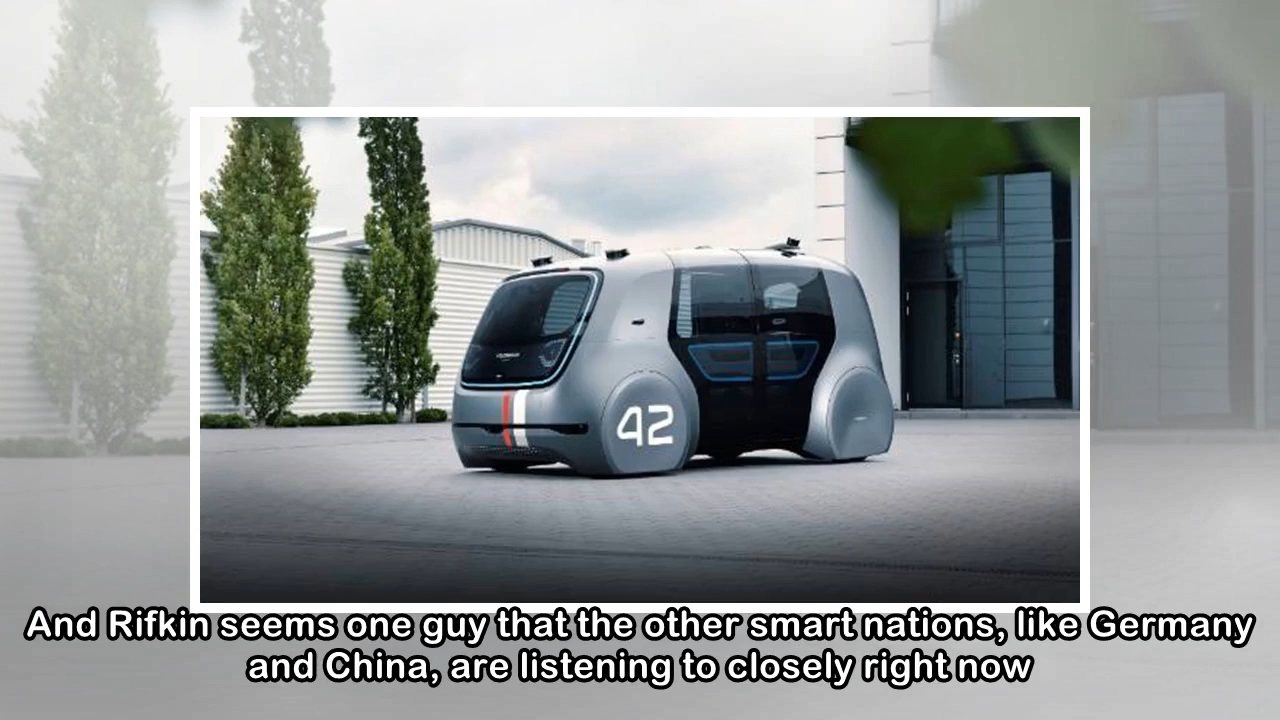 42
And Rifkin seems one guy that the other smart nations, like Germany
and China, are listening to closely right now